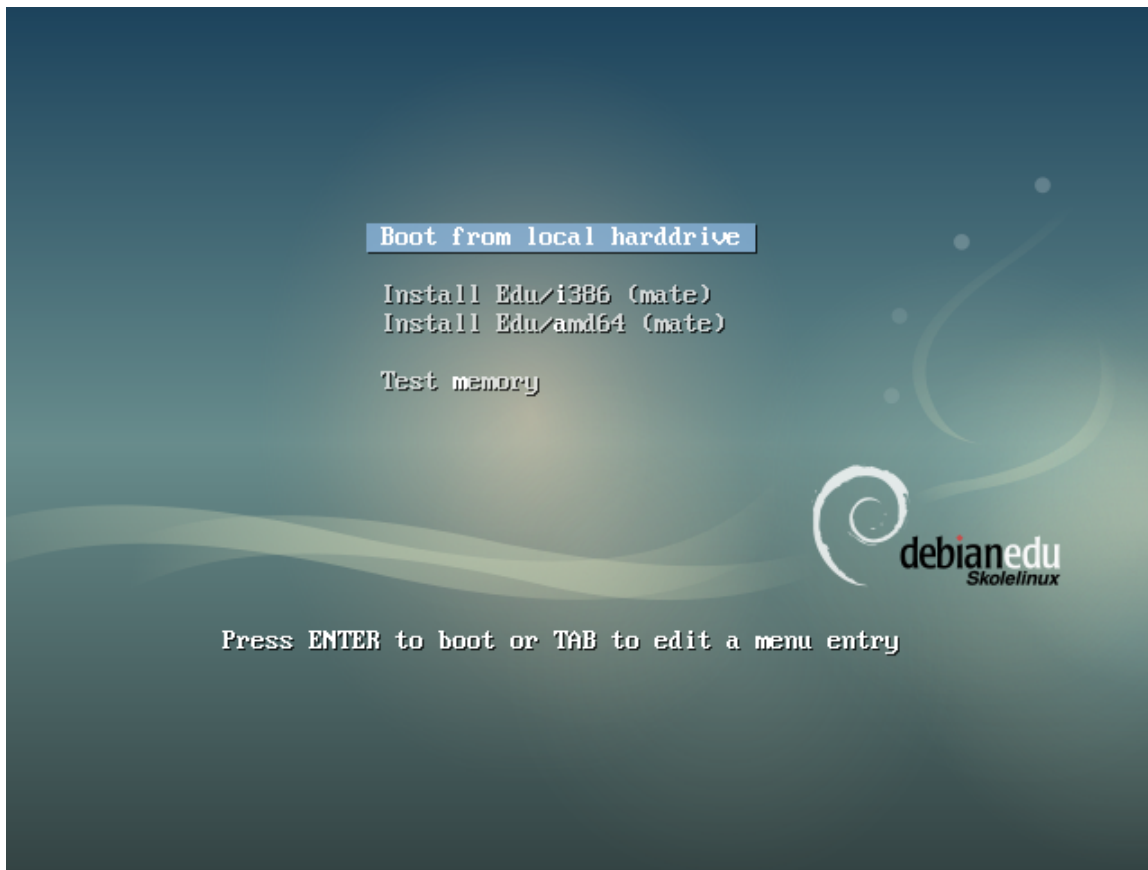 Boot from local harddrive
Install Edu/i386 (mate)
Install Edu/amd64 (mate)
Test memory
debianedu
Skolelinux
Press ENTER to boot or TAB to edit a menu entry